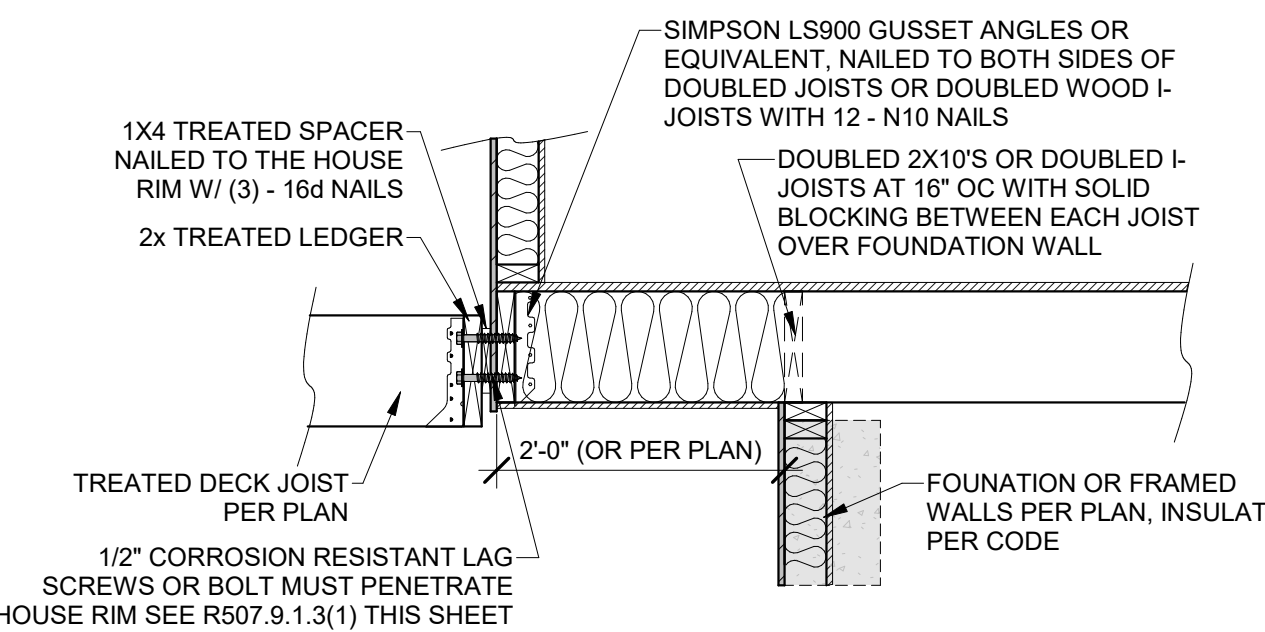 SIMPSON LS900 GUSSET ANGLES OR
EQUIVALENT, NAILED TO BOTH SIDES OF
DOUBLED JOISTS OR DOUBLED WOOD I-
JOISTS WITH 12 - N10 NAILS
1X4 TREATED SPACER
NAILED TO THE HOUSE
RIM W/ (3) - 16d NAILS
DOUBLED 2X10'S OR DOUBLED I-
JOISTS AT 16" OC WITH SOLID
BLOCKING BETWEEN EACH JOIST
OVER FOUNDATION WALL
2x TREATED LEDGER
2'-0" (OR PER PLAN)
TREATED DECK JOIST
PER PLAN
FOUNATION OR FRAMED
WALLS PER PLAN, INSULAT
PER CODE
1/2" CORROSION RESISTANT LAG
SCREWS OR BOLT MUST PENETRATE
HOUSE RIM SEE R507.9.1.3(1) THIS SHEET